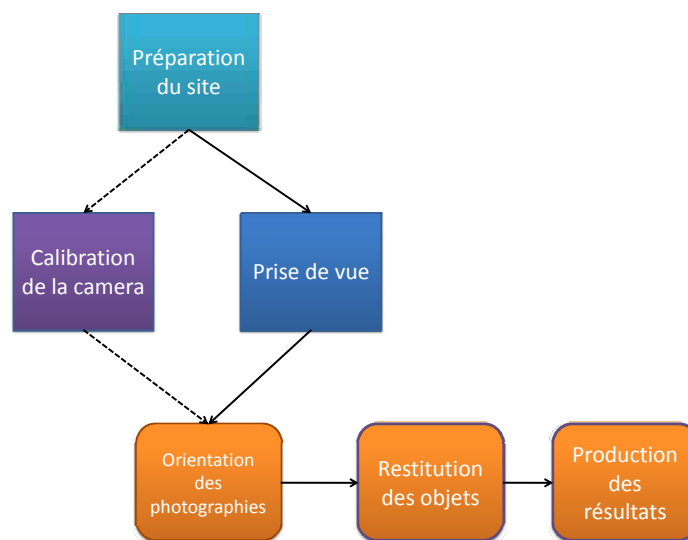 Préparation
du site
Calibration
de la camera
Prise de vue
Orientation
des
photographies
Restitution
des objets
Production
des
résultats